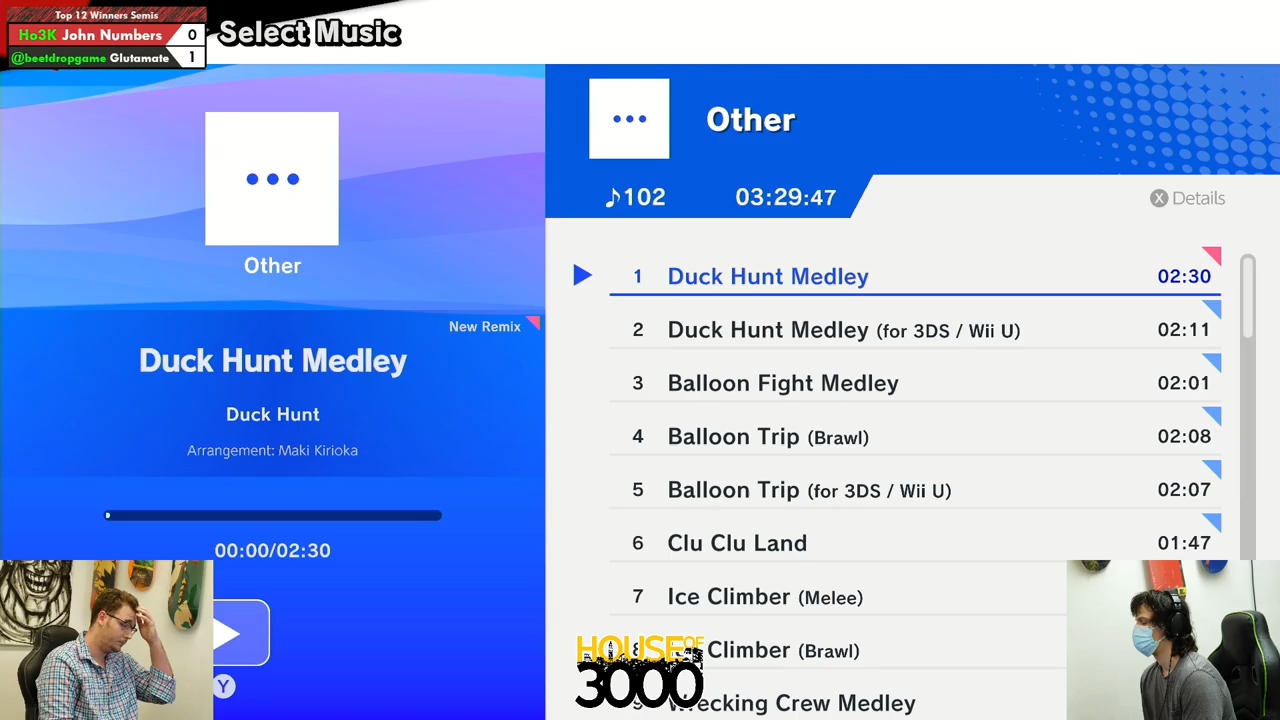 Top 12 Winners Semis
Ho3K John Numbers 0
@beetdropgame Glutamate 1
Select Music
Other
New Remix
Duck Hunt Medley
Duck Hunt
Arrangement: Maki Kirioka
00:00/02:30
Y
Other
♪102 03:29:47
X Details
1 Duck Hunt Medley 02:30
2 Duck Hunt Medley (for 3DS / Wii U) 02:11
3 Balloon Fight Medley 02:01
4 Balloon Trip (Brawl) 02:08
5 Balloon Trip (for 3DS / Wii U) 02:07
6 Clu Clu Land 01:47
7 Ice Climber (Melee)
8 Climber (Brawl)
9 Wrecking Crew Medley
HOUSE OF
3000